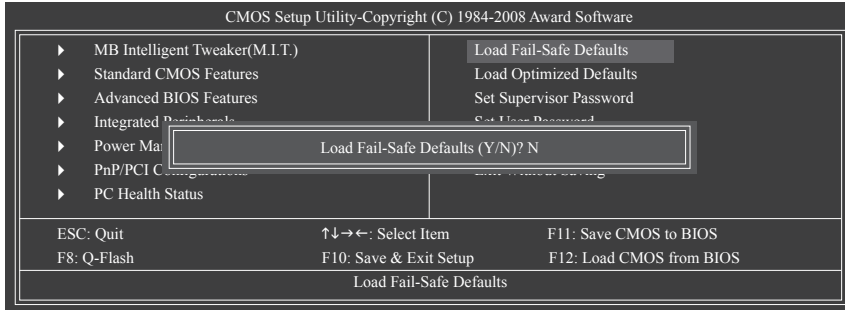 CMOS Setup Utility-Copyright (C) 1984-2008 Award Software
MB Intelligent Tweaker(M.I.T.)
Standard CMOS Features
Advanced BIOS Features
Integrated
Power
PnP/PCI
PC Health Status
Load Fail-Safe Defaults
Load Optimized Defaults
Set Supervisor Password
Load Fail-Safe Defaults (Y/N)? N
ESC: Quit
↑↓→←: Select Item
F11: Save CMOS to BIOS
F8: Q-Flash
F10: Save & Exit Setup
F12: Load CMOS from BIOS
Load Fail-Safe Defaults